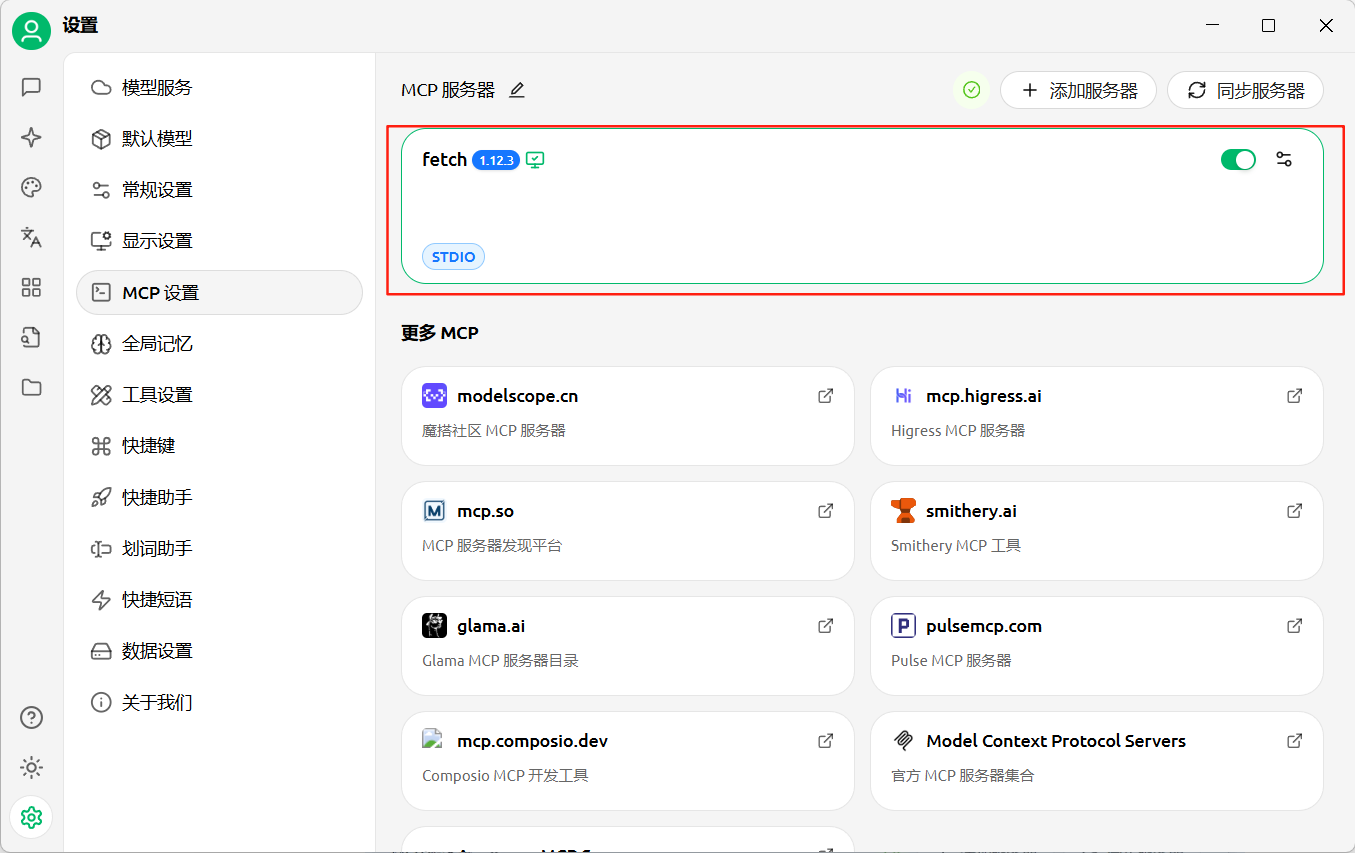 设置
模型服务
默认模型
常规设置
显示设置
MCP 设置
全局记忆
工具设置
快捷键
快捷助手
划词助手
快捷短语
数据设置
关于我们
MCP 服务器
添加服务器
同步服务器
fetch 1.12.3
STDIO
更多 MCP
modelscope.cn
魔搭社区 MCP 服务器
Hi mcp.higress.ai
Higress MCP 服务器
M mcp.so
MCP 服务器发现平台
smithery.ai
Smithery MCP 工具
glama.ai
Glama MCP 服务器目录
P pulsemcp.com
Pulse MCP 服务器
mcp.composio.dev
Composio MCP 开发工具
Model Context Protocol Servers
官方 MCP 服务器集合